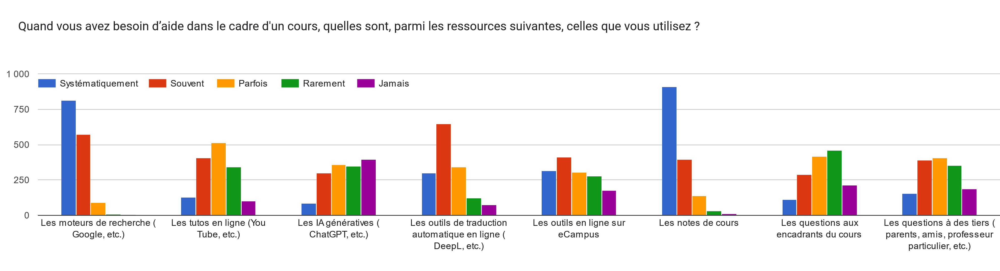 Quand vous avez besoin d’aide dans le cadre d'un cours, quelles sont, parmi les ressources suivantes, celles que vous utilisez ?
1 000
Systématiquement Souvent Parfois Rarement Jamais
750
500
250
0
Les moteurs de recherche (
Google, etc.)
Les tutos en ligne (You
Tube, etc.)
Les IA génératives (
ChatGPT, etc.)
Les outils de traduction
automatique en ligne (
DeepL, etc.)
Les outils en ligne sur
eCampus
Les notes de cours
Les questions aux
encadrants du cours
Les questions à des tiers (
parents, amis, professeur
particulier, etc.)